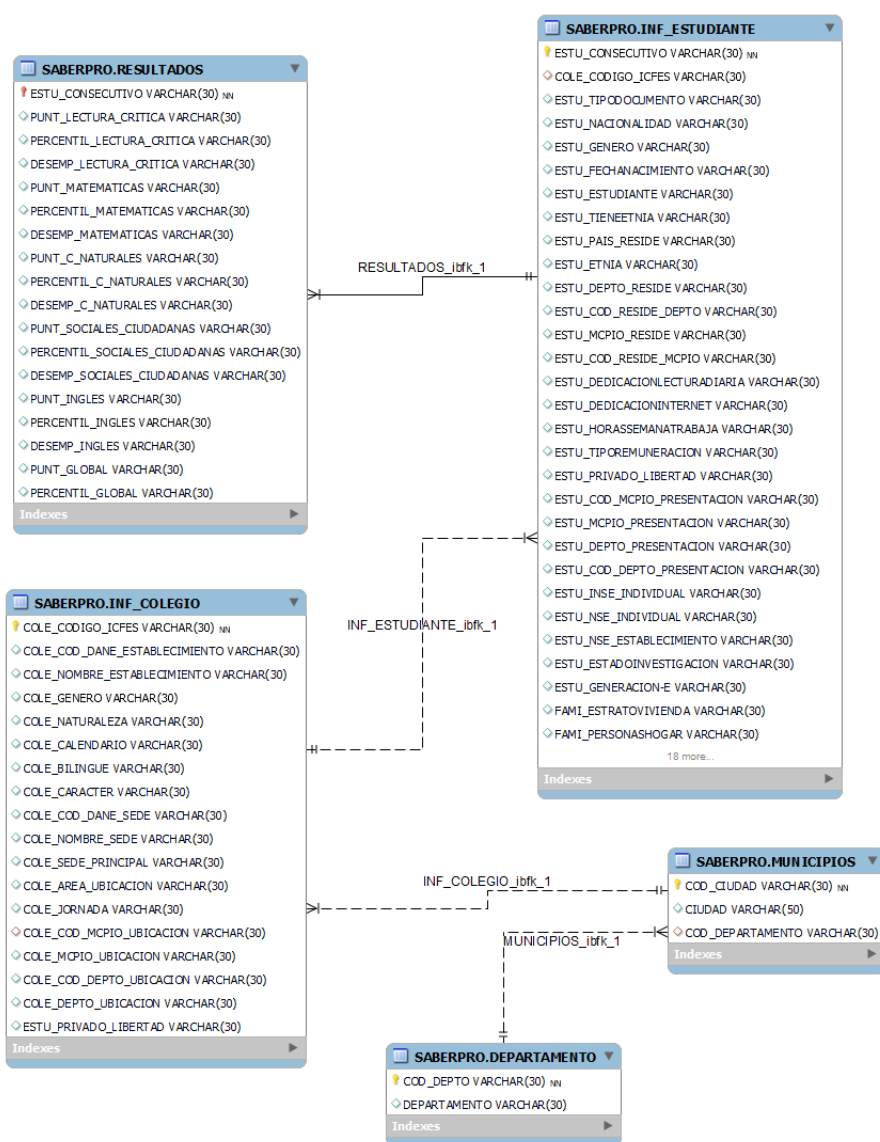 SABERPRO.RESULTADOS
ESTU_CONSECUTIVO VARCHAR(30) NN
PUNT_LECTURA_CRITICA VARCHAR(30)
PERCENTIL_LECTURA_CRITICA VARCHAR(30)
DESEMP_LECTURA_CRITICA VARCHAR(30)
PUNT_MATEMATICAS VARCHAR(30)
PERCENTIL_MATEMATICAS VARCHAR(30)
DESEMP_MATEMATICAS VARCHAR(30)
PUNT_C_NATURALES VARCHAR(30)
PERCENTIL_C_NATURALES VARCHAR(30)
DESEMP_C_NATURALES VARCHAR(30)
PUNT_SOCIALES_CIUDADANAS VARCHAR(30)
PERCENTIL_SOCIALES_CIUDADANAS VARCHAR(30)
DESEMP_SOCIALES_CIUDADANAS VARCHAR(30)
PUNT_INGLES VARCHAR(30)
PERCENTIL_INGLES VARCHAR(30)
DESEMP_INGLES VARCHAR(30)
PUNT_GLOBAL VARCHAR(30)
PERCENTIL_GLOBAL VARCHAR(30)
Indexes
RESULTADOS_ibfk_1
SABERPRO.INF_ESTUDIANTE
ESTU_CONSECUTIVO VARCHAR(30) NN
COLE_CODIGO_ICFES VARCHAR(30)
ESTU_TIPODOCUMENTO VARCHAR(30)
ESTU_NACIONALIDAD VARCHAR(30)
ESTU_GENERO VARCHAR(30)
ESTU_FECHANACIMIENTO VARCHAR(30)
ESTU_ESTUDIANTE VARCHAR(30)
ESTU_TIENEETNIA VARCHAR(30)
ESTU_PAIS_RESIDE VARCHAR(30)
ESTU_ETNIA VARCHAR(30)
ESTU_DEPTO_RESIDE VARCHAR(30)
ESTU_COD_RESIDE_DEPTO VARCHAR(30)
ESTU_MCPIO_RESIDE VARCHAR(30)
ESTU_COD_RESIDE_MCPIO VARCHAR(30)
ESTU_DEDICACIONLECTURADIARIA VARCHAR(30)
ESTU_DEDICACIONINTERNET VARCHAR(30)
ESTU_HORASSEMANATRABAJA VARCHAR(30)
ESTU_TIPOREMUNERACION VARCHAR(30)
ESTU_PRIVADO_LIBERTAD VARCHAR(30)
ESTU_COD_MCPIO_PRESENTACION VARCHAR(30)
ESTU_MCPIO_PRESENTACION VARCHAR(30)
ESTU_DEPTO_PRESENTACION VARCHAR(30)
ESTU_COD_DEPTO_PRESENTACION VARCHAR(30)
ESTU_INSE_INDIVIDUAL VARCHAR(30)
ESTU_NSE_INDIVIDUAL VARCHAR(30)
ESTU_NSE_ESTABLECIMIENTO VARCHAR(30)
ESTU_ESTADOINVESTIGACION VARCHAR(30)
ESTU_GENERACION-E VARCHAR(30)
FAMI_ESTRATOVIVIENDA VARCHAR(30)
FAMI_PERSONASHOGAR VARCHAR(30)
18 more...
Indexes
INF_ESTUDIANTE_ibfk_1
SABERPRO.INF_COLEGIO
COLE_CODIGO_ICFES VARCHAR(30) NN
COLE_COD_DANE_ESTABLECIMIENTO VARCHAR(30)
COLE_NOMBRE_ESTABLECIMIENTO VARCHAR(30)
COLE_GENERO VARCHAR(30)
COLE_NATURALEZA VARCHAR(30)
COLE_CALENDARIO VARCHAR(30)
COLE_BILINGUE VARCHAR(30)
COLE_CARACTER VARCHAR(30)
COLE_COD_DANE_SEDE VARCHAR(30)
COLE_NOMBRE_SEDE VARCHAR(30)
COLE_SEDE_PRINCIPAL VARCHAR(30)
COLE_AREA_UBICACION VARCHAR(30)
COLE_JORNADA VARCHAR(30)
COLE_COD_MCPIO_UBICACION VARCHAR(30)
COLE_MCPIO_UBICACION VARCHAR(30)
COLE_COD_DEPTO_UBICACION VARCHAR(30)
COLE_DEPTO_UBICACION VARCHAR(30)
ESTU_PRIVADO_LIBERTAD VARCHAR(30)
Indexes
INF_COLEGIO_ibfk_1
SABERPRO.MUNICIPIOS
COD_CIUDAD VARCHAR(30) NN
CIUDAD VARCHAR(50)
COD_DEPARTAMENTO VARCHAR(30)
Indexes
MUNICIPIOS_ibfk_1
SABERPRO.DEPARTAMENTO
COD_DEPTO VARCHAR(30) NN
DEPARTAMENTO VARCHAR(30)
Indexes